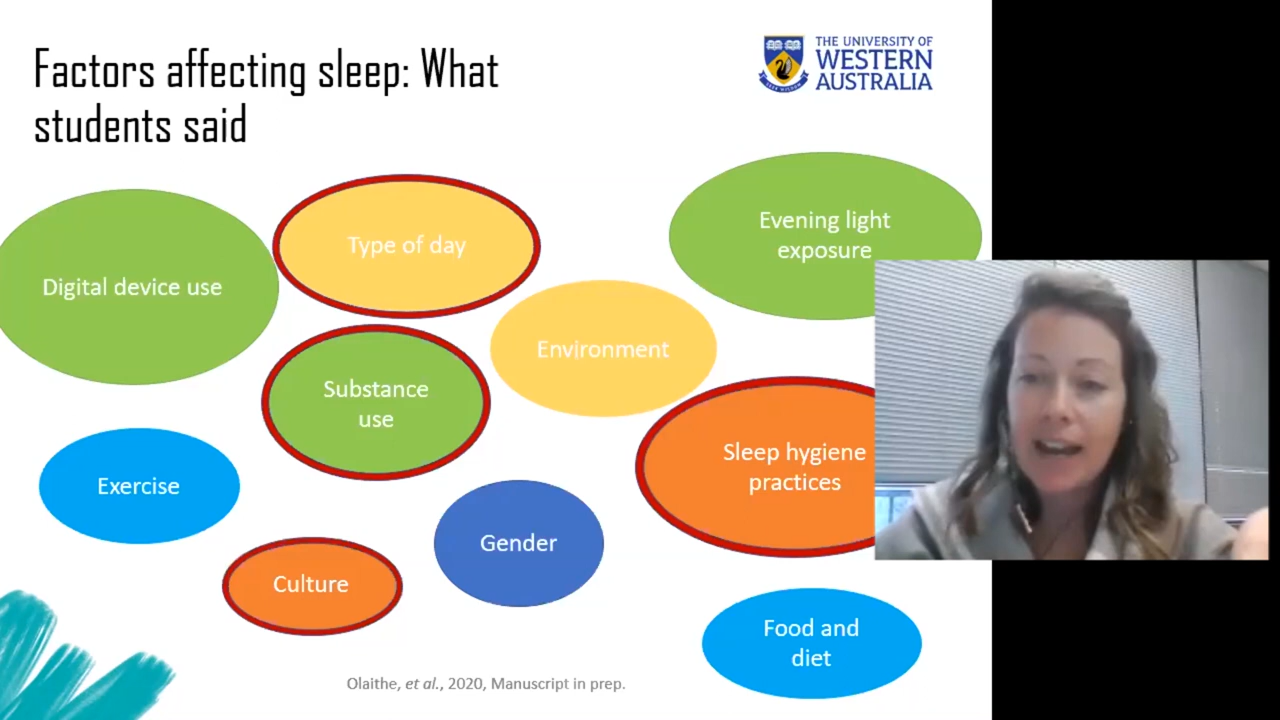 Factors affecting sleep: What
students said
THE UNIVERSITY OF
WESTERN
AUSTRALIA
Digital device use
Type of day
Evening light
exposure
Environment
Substance
use
Sleep hygiene
practices
Exercise
Gender
Culture
Food and
diet
Olaithe, et al., 2020, Manuscript in prep.